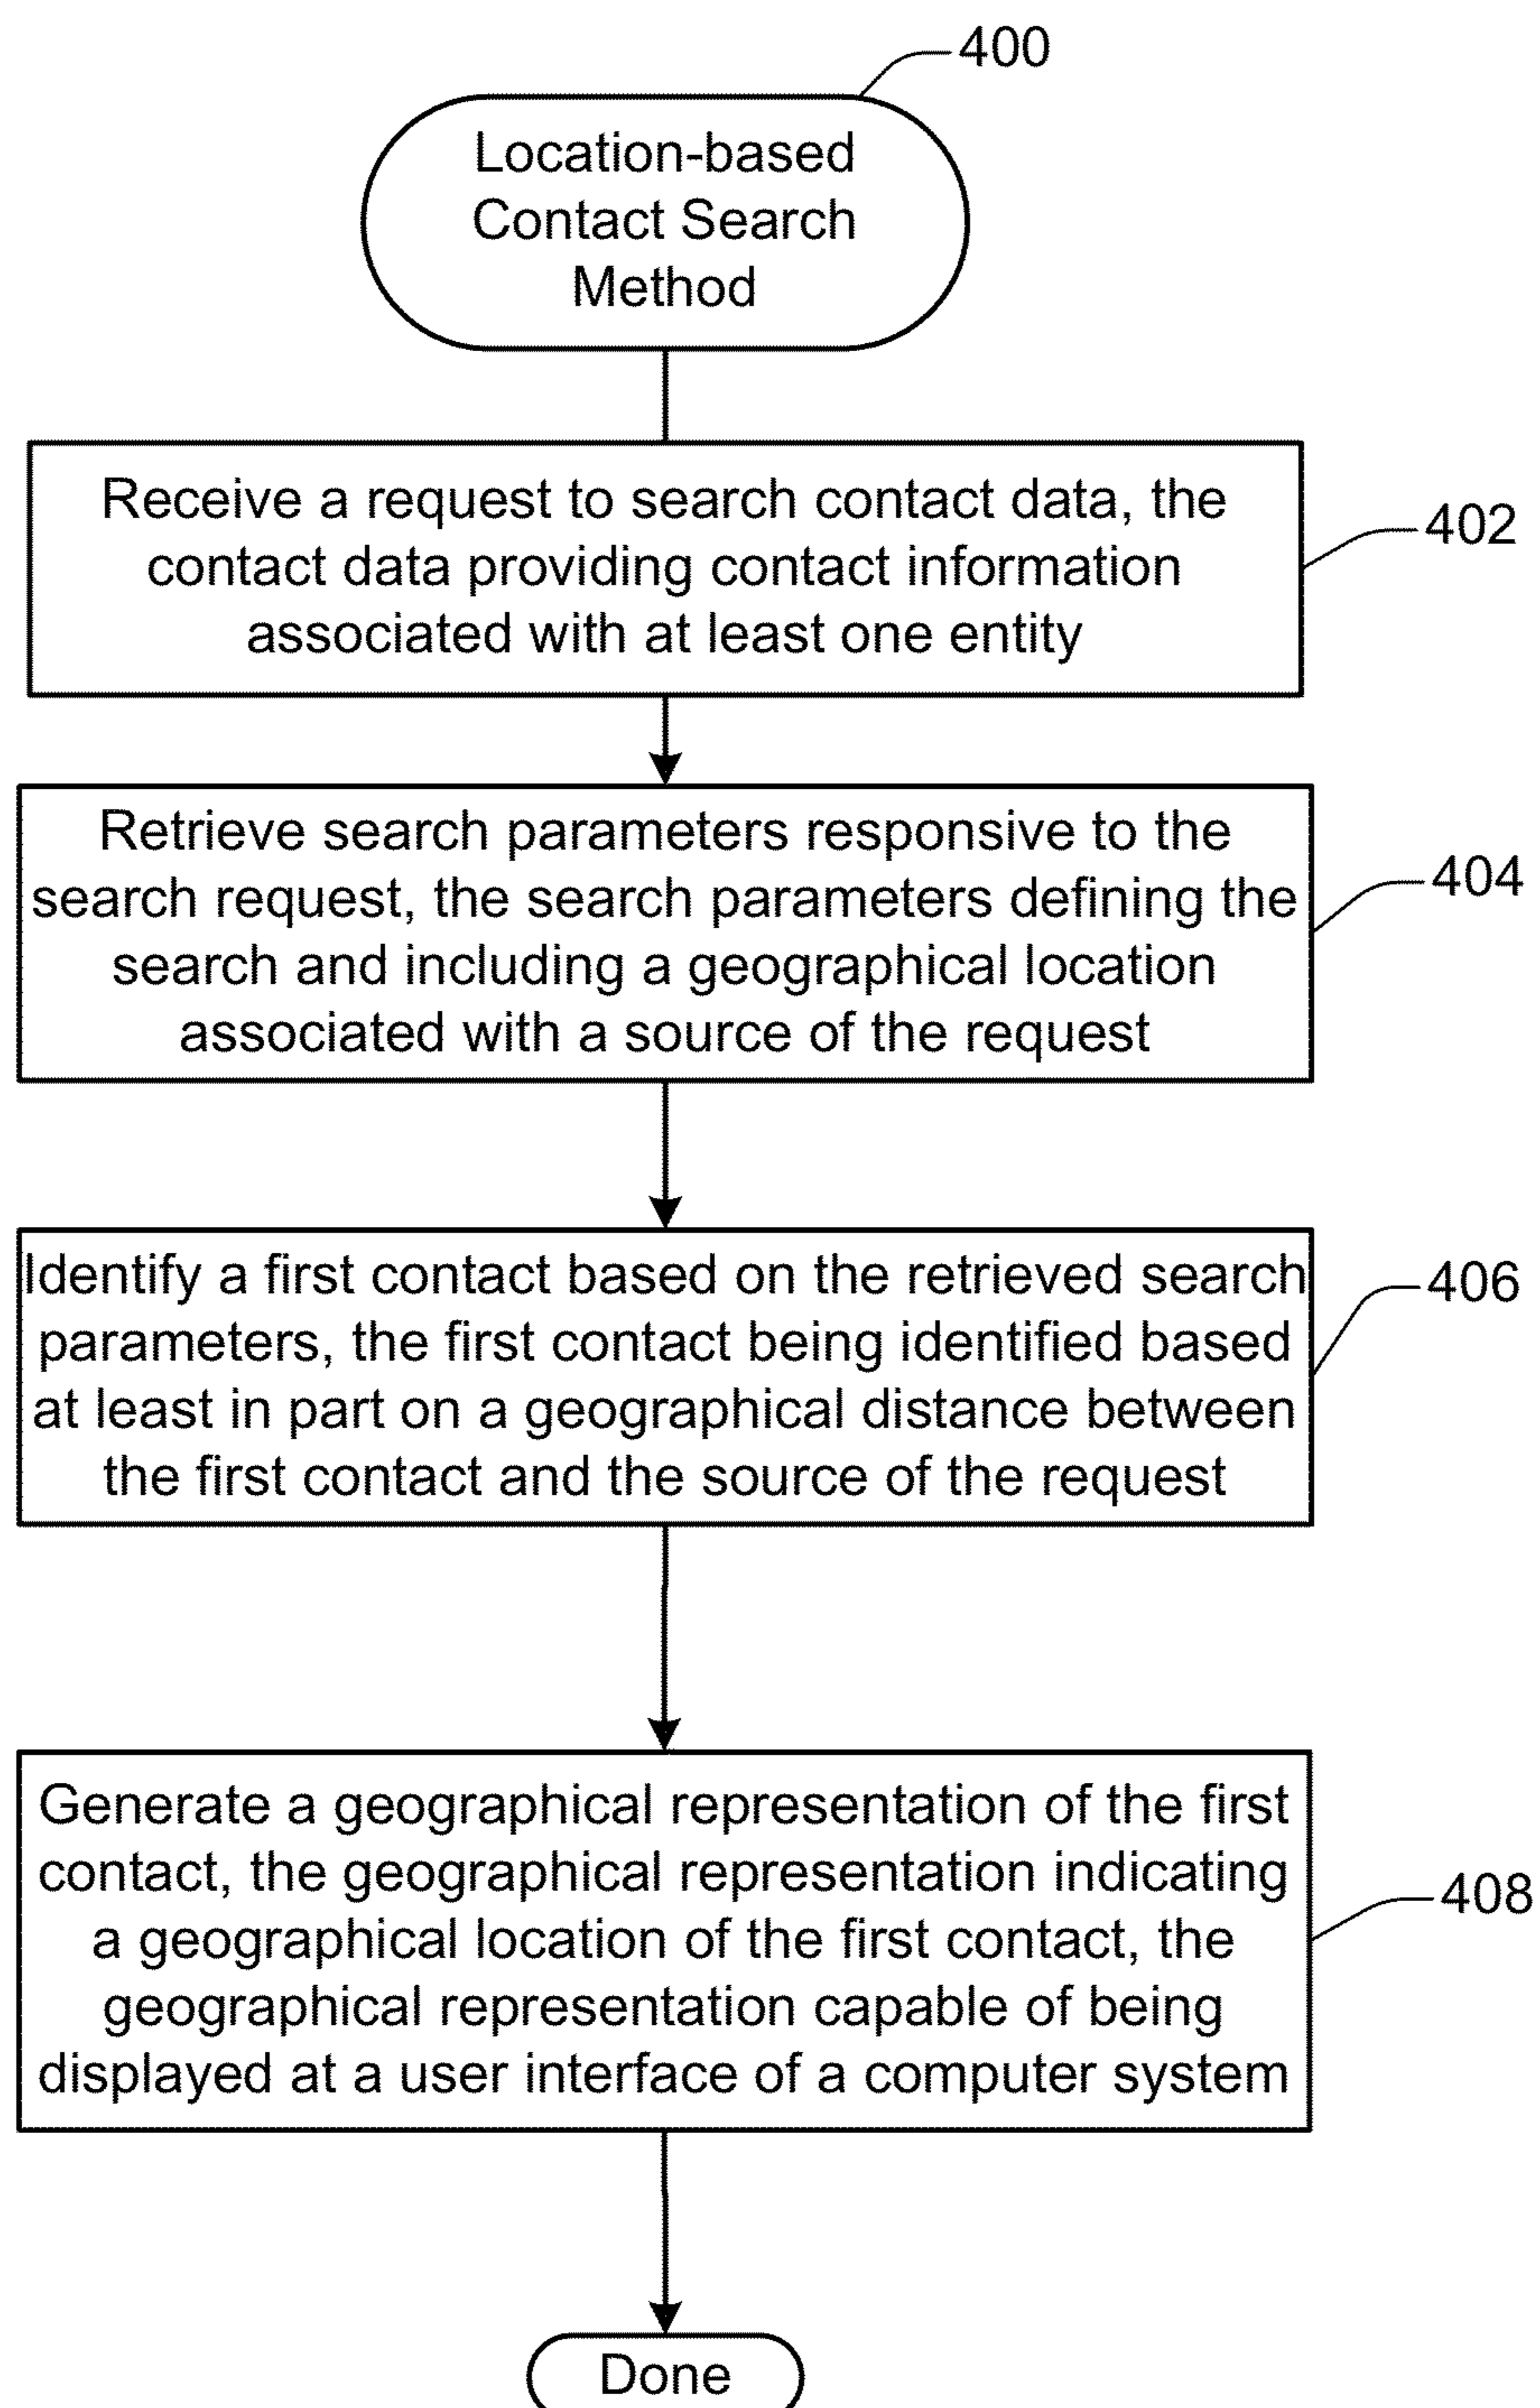 400
Location-based
Contact Search
Method
Receive a request to search contact data, the
contact data providing contact information
associated with at least one entity
402
Retrieve search parameters responsive to the
search request, the search parameters defining the
search and including a geographical location
associated with a source of the request
404
Identify a first contact based on the retrieved search
parameters, the first contact being identified based
at least in part on a geographical distance between
the first contact and the source of the request
406
Generate a geographical representation of the first
contact, the geographical representation indicating
a geographical location of the first contact, the
geographical representation capable of being
displayed at a user interface of a computer system
408
Done